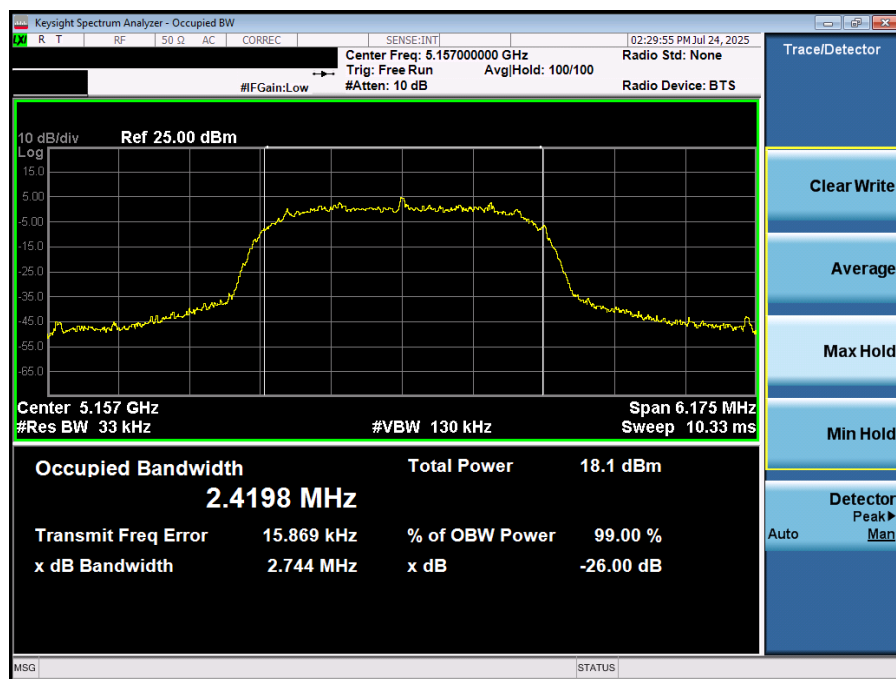 Keysight Spectrum Analyzer - Occupied BW
LXI R T RF 50 Ω AC CORREC SENSE:INT 02:29:55 PM Jul 24, 2025
Center Freq: 5.157000000 GHz Radio Std: None
Trig: Free Run Avg|Hold: 100/100
#IFGain:Low #Atten: 10 dB Radio Device: BTS
Trace/Detector
10 dB/div Ref 25.00 dBm
Log
15.0
5.00
-5.00
-15.0
-25.0
-35.0
-45.0
-55.0
-65.0
Center 5.157 GHz Span 6.175 MHz
#Res BW 33 kHz #VBW 130 kHz Sweep 10.33 ms
Occupied Bandwidth Total Power 18.1 dBm
2.4198 MHz
Transmit Freq Error 15.869 kHz % of OBW Power 99.00 %
x dB Bandwidth 2.744 MHz x dB -26.00 dB
Clear Write
Average
Max Hold
Min Hold
Detector
Peak▶
Auto Man
MSG STATUS